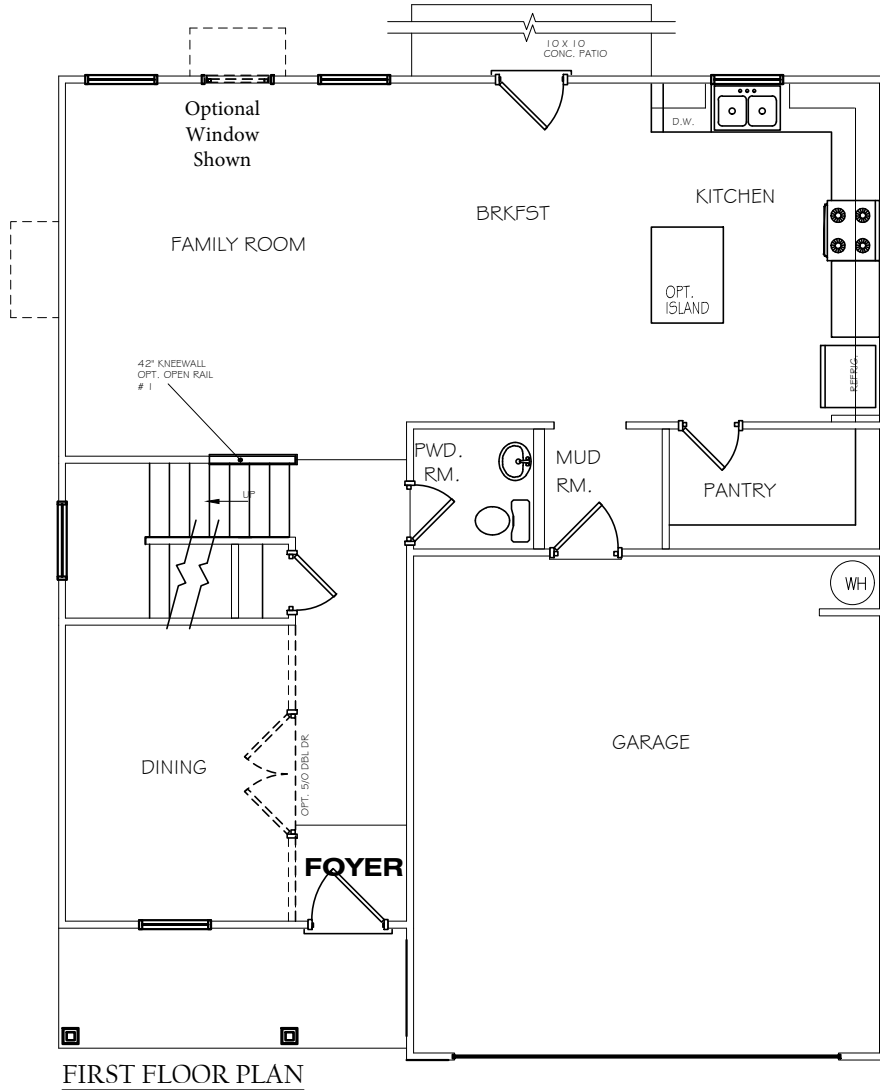 10 X 10
CONC. PATIO
Optional
Window
Shown
D.W.
KITCHEN
BRKFST
FAMILY ROOM
OPT.
ISLAND
REFRIG.
42" KNEEWALL
OPT. OPEN RAIL
# 1
PWD.
RM.
MUD
RM.
PANTRY
UP
WH
GARAGE
DINING
OPT. 5/0 DBL DR
FOYER
FIRST FLOOR PLAN